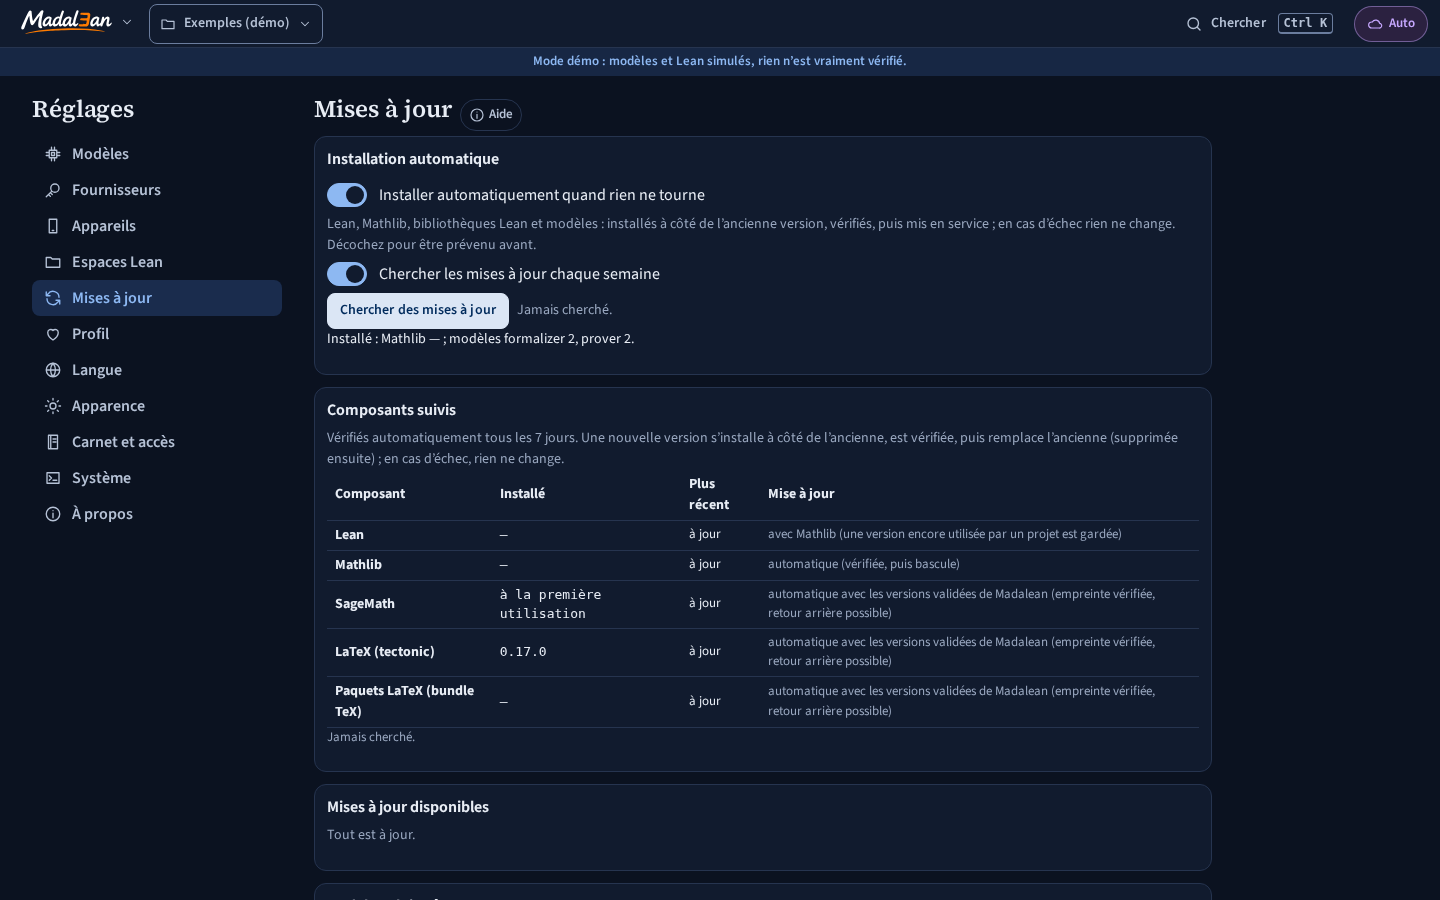 Madalean
Exemples (démo)
Chercher
Ctrl K
Auto
Mode démo : modèles et Lean simulés, rien n’est vraiment vérifié.
Réglages
Modèles
Fournisseurs
Appareils
Espaces Lean
Mises à jour
Profil
Langue
Apparence
Carnet et accès
Système
À propos
Mises à jour
Aide
Installation automatique
Installer automatiquement quand rien ne tourne
Lean, Mathlib, bibliothèques Lean et modèles : installés à côté de l’ancienne version, vérifiés, puis mis en service ; en cas d’échec rien ne change.
Décochez pour être prévenu avant.
Chercher les mises à jour chaque semaine
Chercher des mises à jour
Jamais cherché.
Installé : Mathlib — ; modèles formalizer 2, prover 2.
Composants suivis
Vérifiés automatiquement tous les 7 jours. Une nouvelle version s’installe à côté de l’ancienne, est vérifiée, puis remplace l’ancienne (supprimée
ensuite) ; en cas d’échec, rien ne change.
Composant
Installé
Plus
récent
Mise à jour
Lean
—
à jour
avec Mathlib (une version encore utilisée par un projet est gardée)
Mathlib
—
à jour
automatique (vérifiée, puis bascule)
SageMath
à la première
utilisation
à jour
automatique avec les versions validées de Madalean (empreinte vérifiée,
retour arrière possible)
LaTeX (tectonic)
0.17.0
à jour
automatique avec les versions validées de Madalean (empreinte vérifiée,
retour arrière possible)
Paquets LaTeX (bundle
TeX)
—
à jour
automatique avec les versions validées de Madalean (empreinte vérifiée,
retour arrière possible)
Jamais cherché.
Mises à jour disponibles
Tout est à jour.